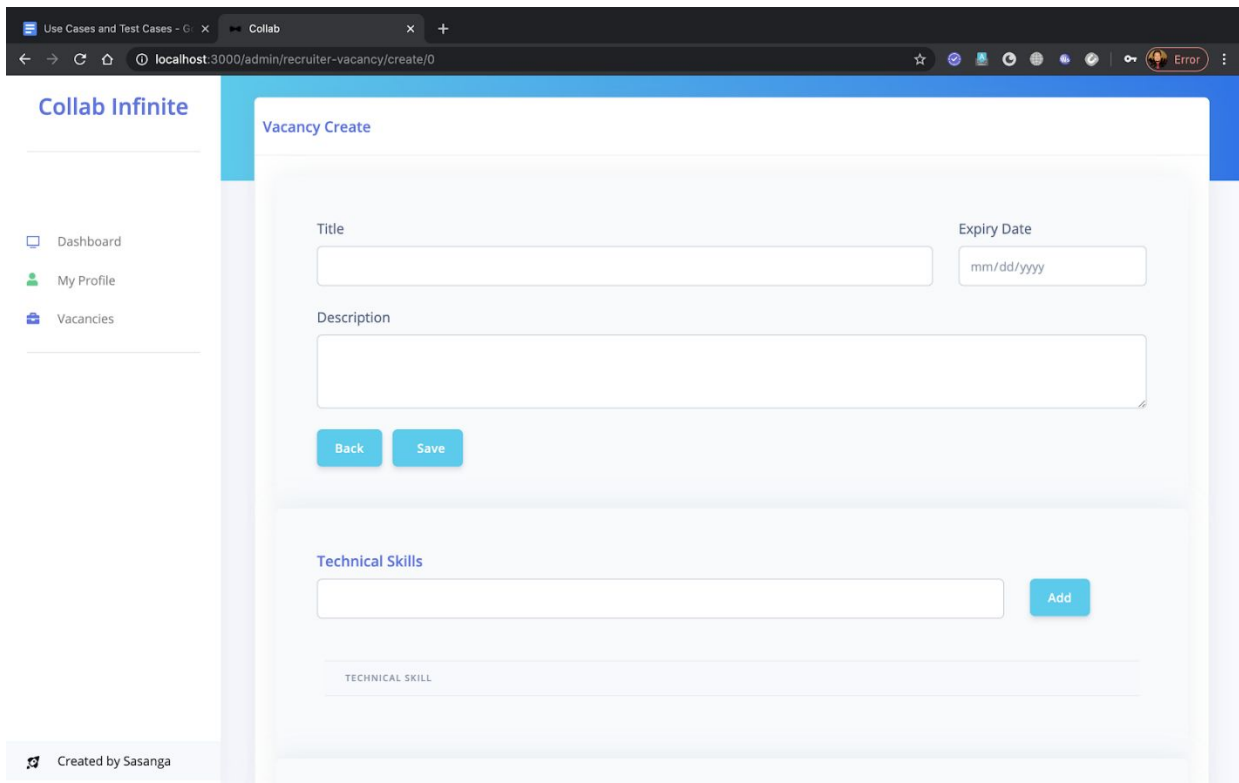 Use Cases and Test Cases - G
Collab
localhost:3000/admin/recruiter-vacancy/create/0
Error
Collab Infinite
Vacancy Create
Dashboard
My Profile
Vacancies
Title
Expiry Date
mm/dd/yyyy
Description
Back
Save
Technical Skills
Add
TECHNICAL SKILL
Created by Sasanga